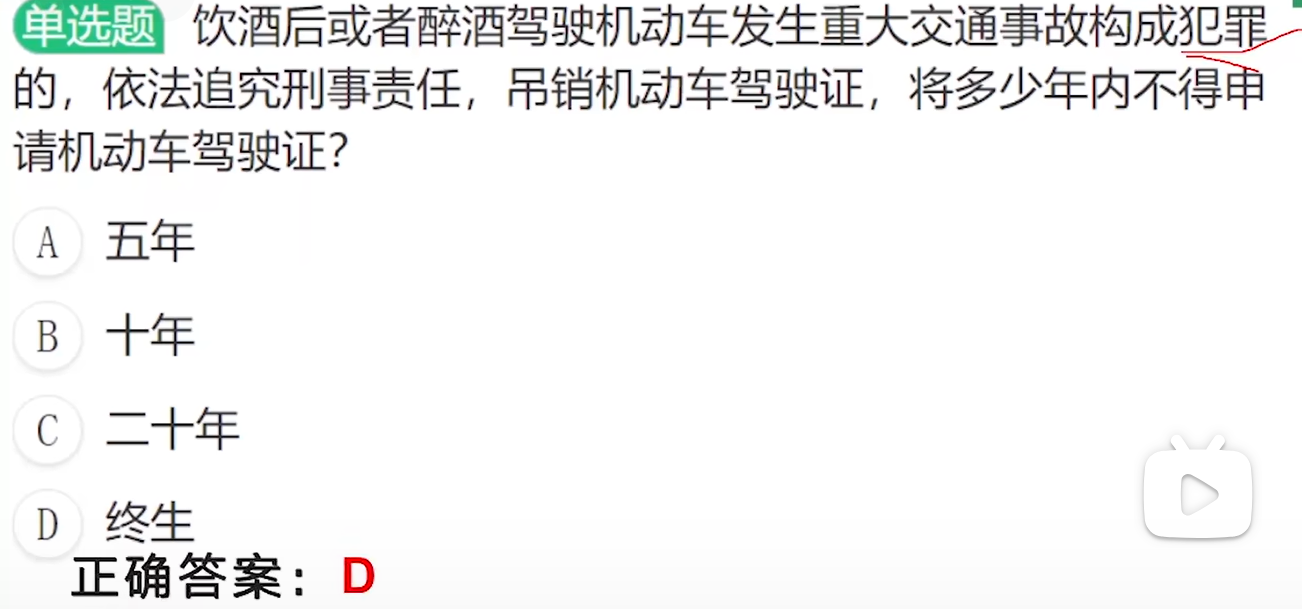 单选题 饮酒后或者醉酒驾驶机动车发生重大交通事故构成犯罪
的，依法追究刑事责任，吊销机动车驾驶证，将多少年内不得申
请机动车驾驶证？
A 五年
B 十年
C 二十年
D 终生
正确答案：D